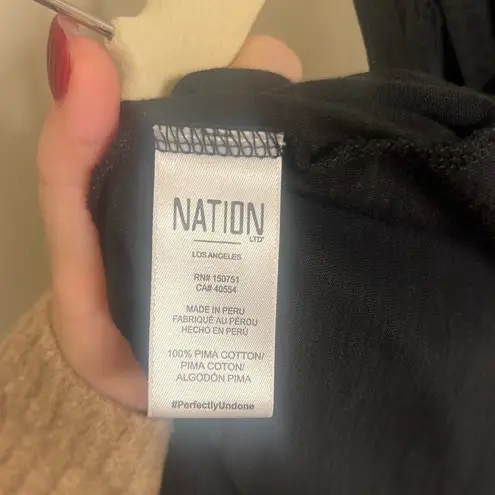 NATION
LTD
LOS ANGELES
RN# 150751
CA# 40554
MADE IN PERU
FABRIQUÉ AU PÉROU
HECHO EN PERÚ
100% PIMA COTTON/
PIMA COTON/
ALGODÓN PIMA
#PerfectlyUndone